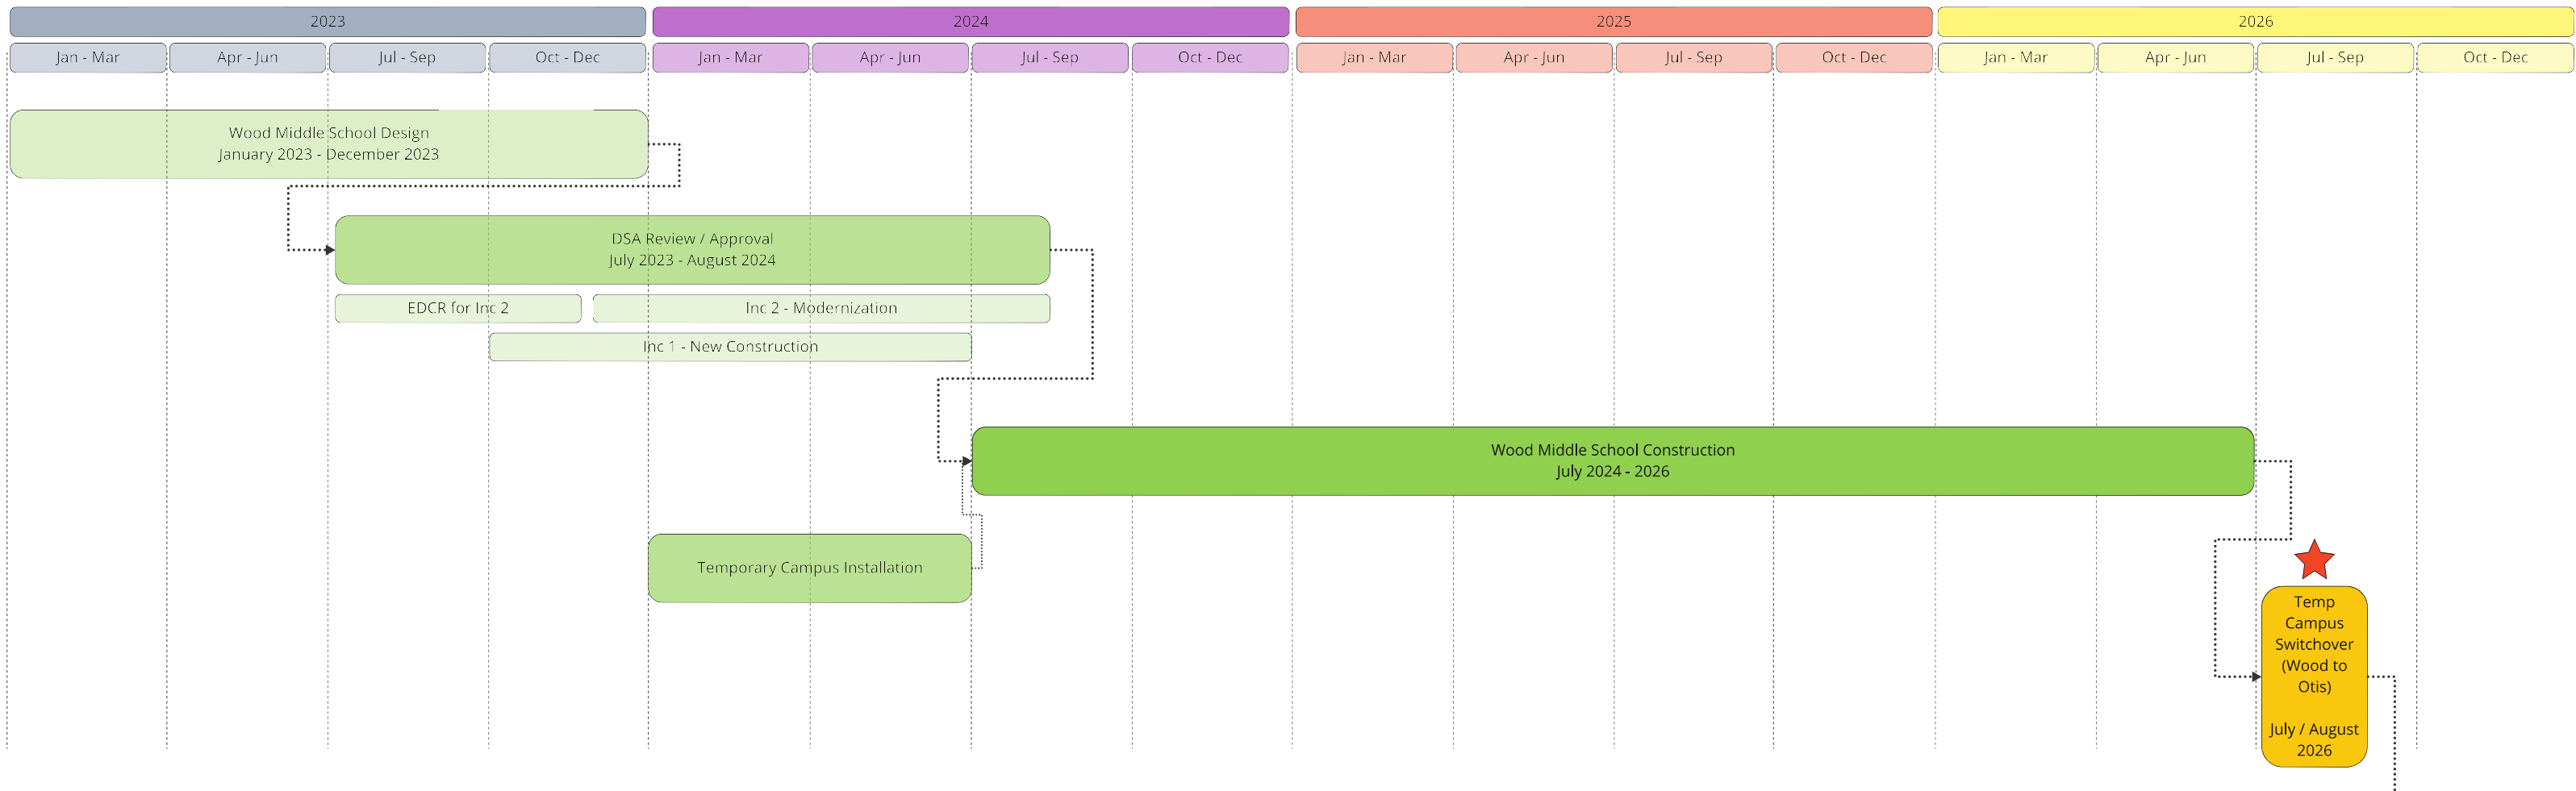 2023
2024
2025
2026
Jan - Mar
Apr - Jun
Jul - Sep
Oct - Dec
Jan - Mar
Apr - Jun
Jul - Sep
Oct - Dec
Jan - Mar
Apr - Jun
Jul - Sep
Oct - Dec
Jan - Mar
Apr - Jun
Jul - Sep
Oct - Dec
Wood Middle School Design
January 2023 - December 2023
DSA Review / Approval
July 2023 - August 2024
EDCR for Inc 2
Inc 2 - Modernization
Inc 1 - New Construction
Wood Middle School Construction
July 2024 - 2026
Temporary Campus Installation
Temp
Campus
Switchover
(Wood to
Otis)
July / August
2026